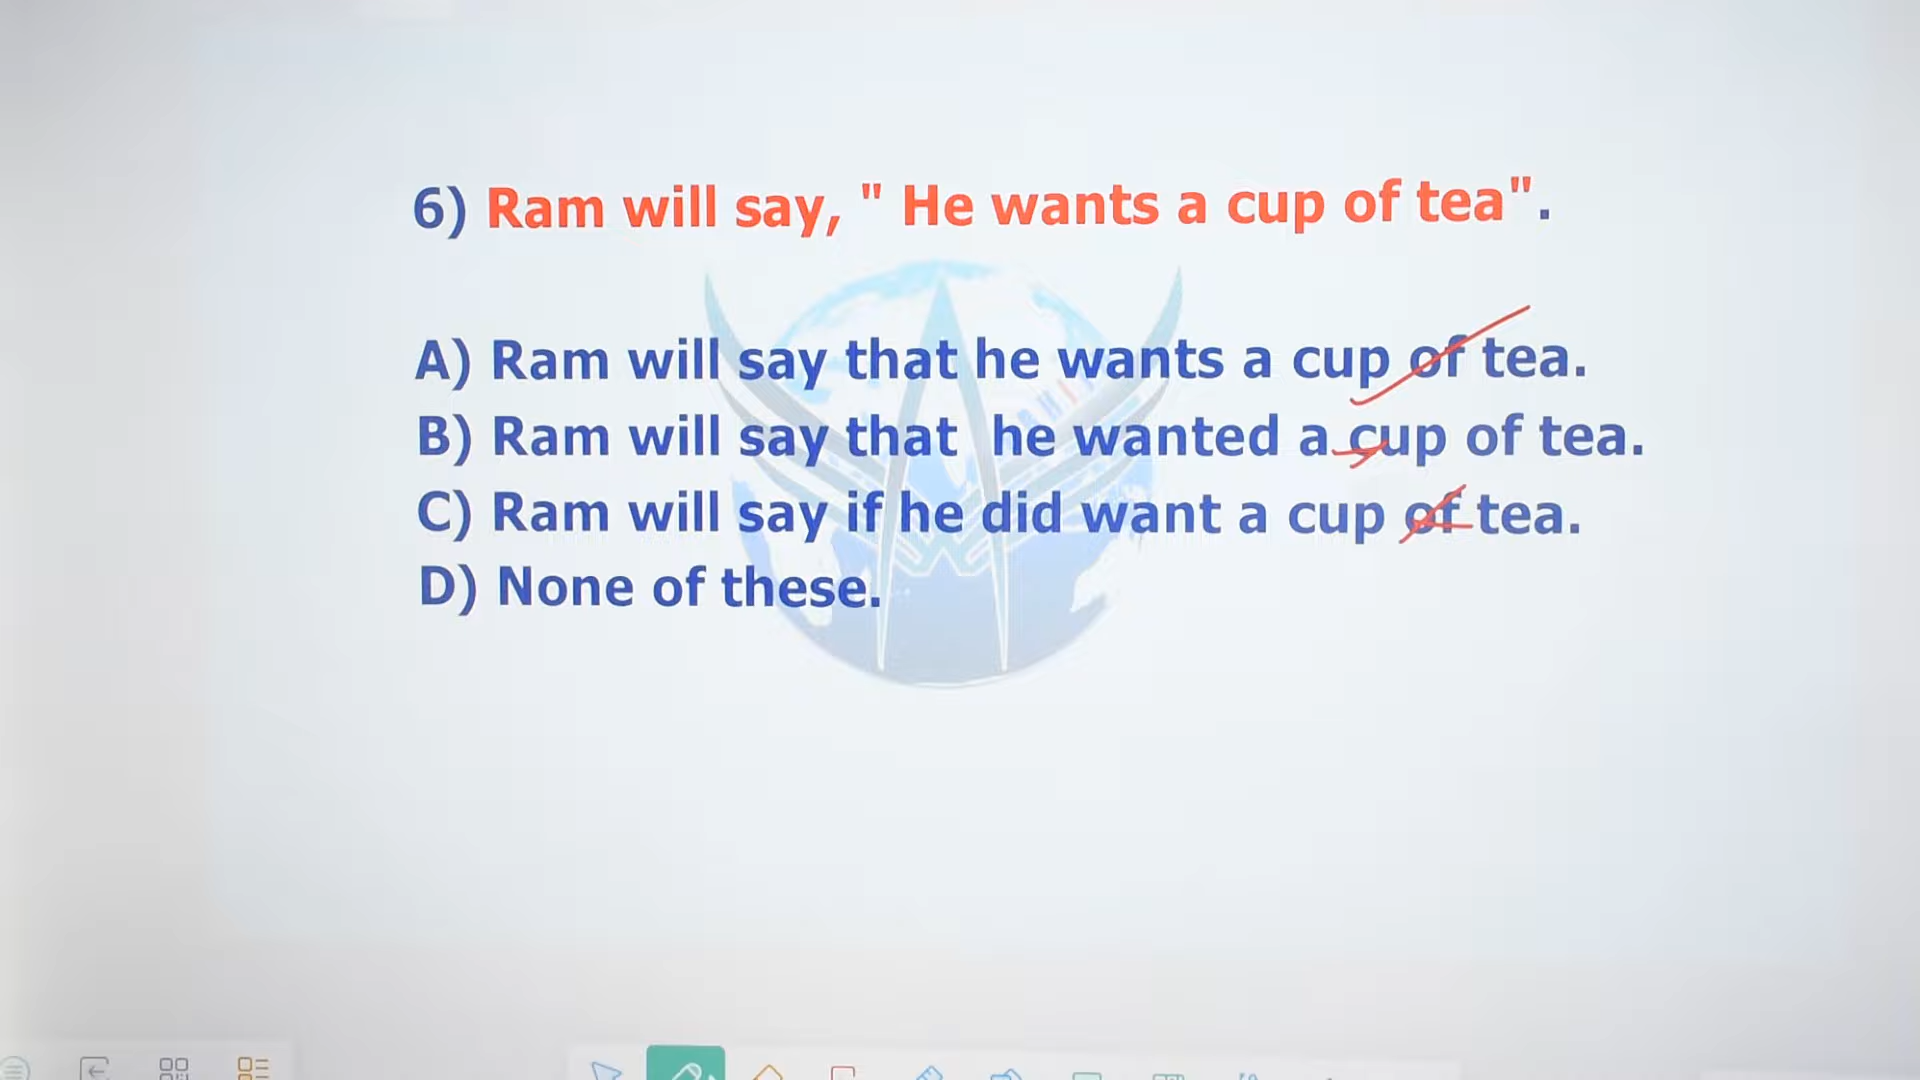 6) Ram will say, " He wants a cup of tea".
A) Ram will say that he wants a cup of tea.
B) Ram will say that he wanted a cup of tea.
C) Ram will say if he did want a cup of tea.
D) None of these.